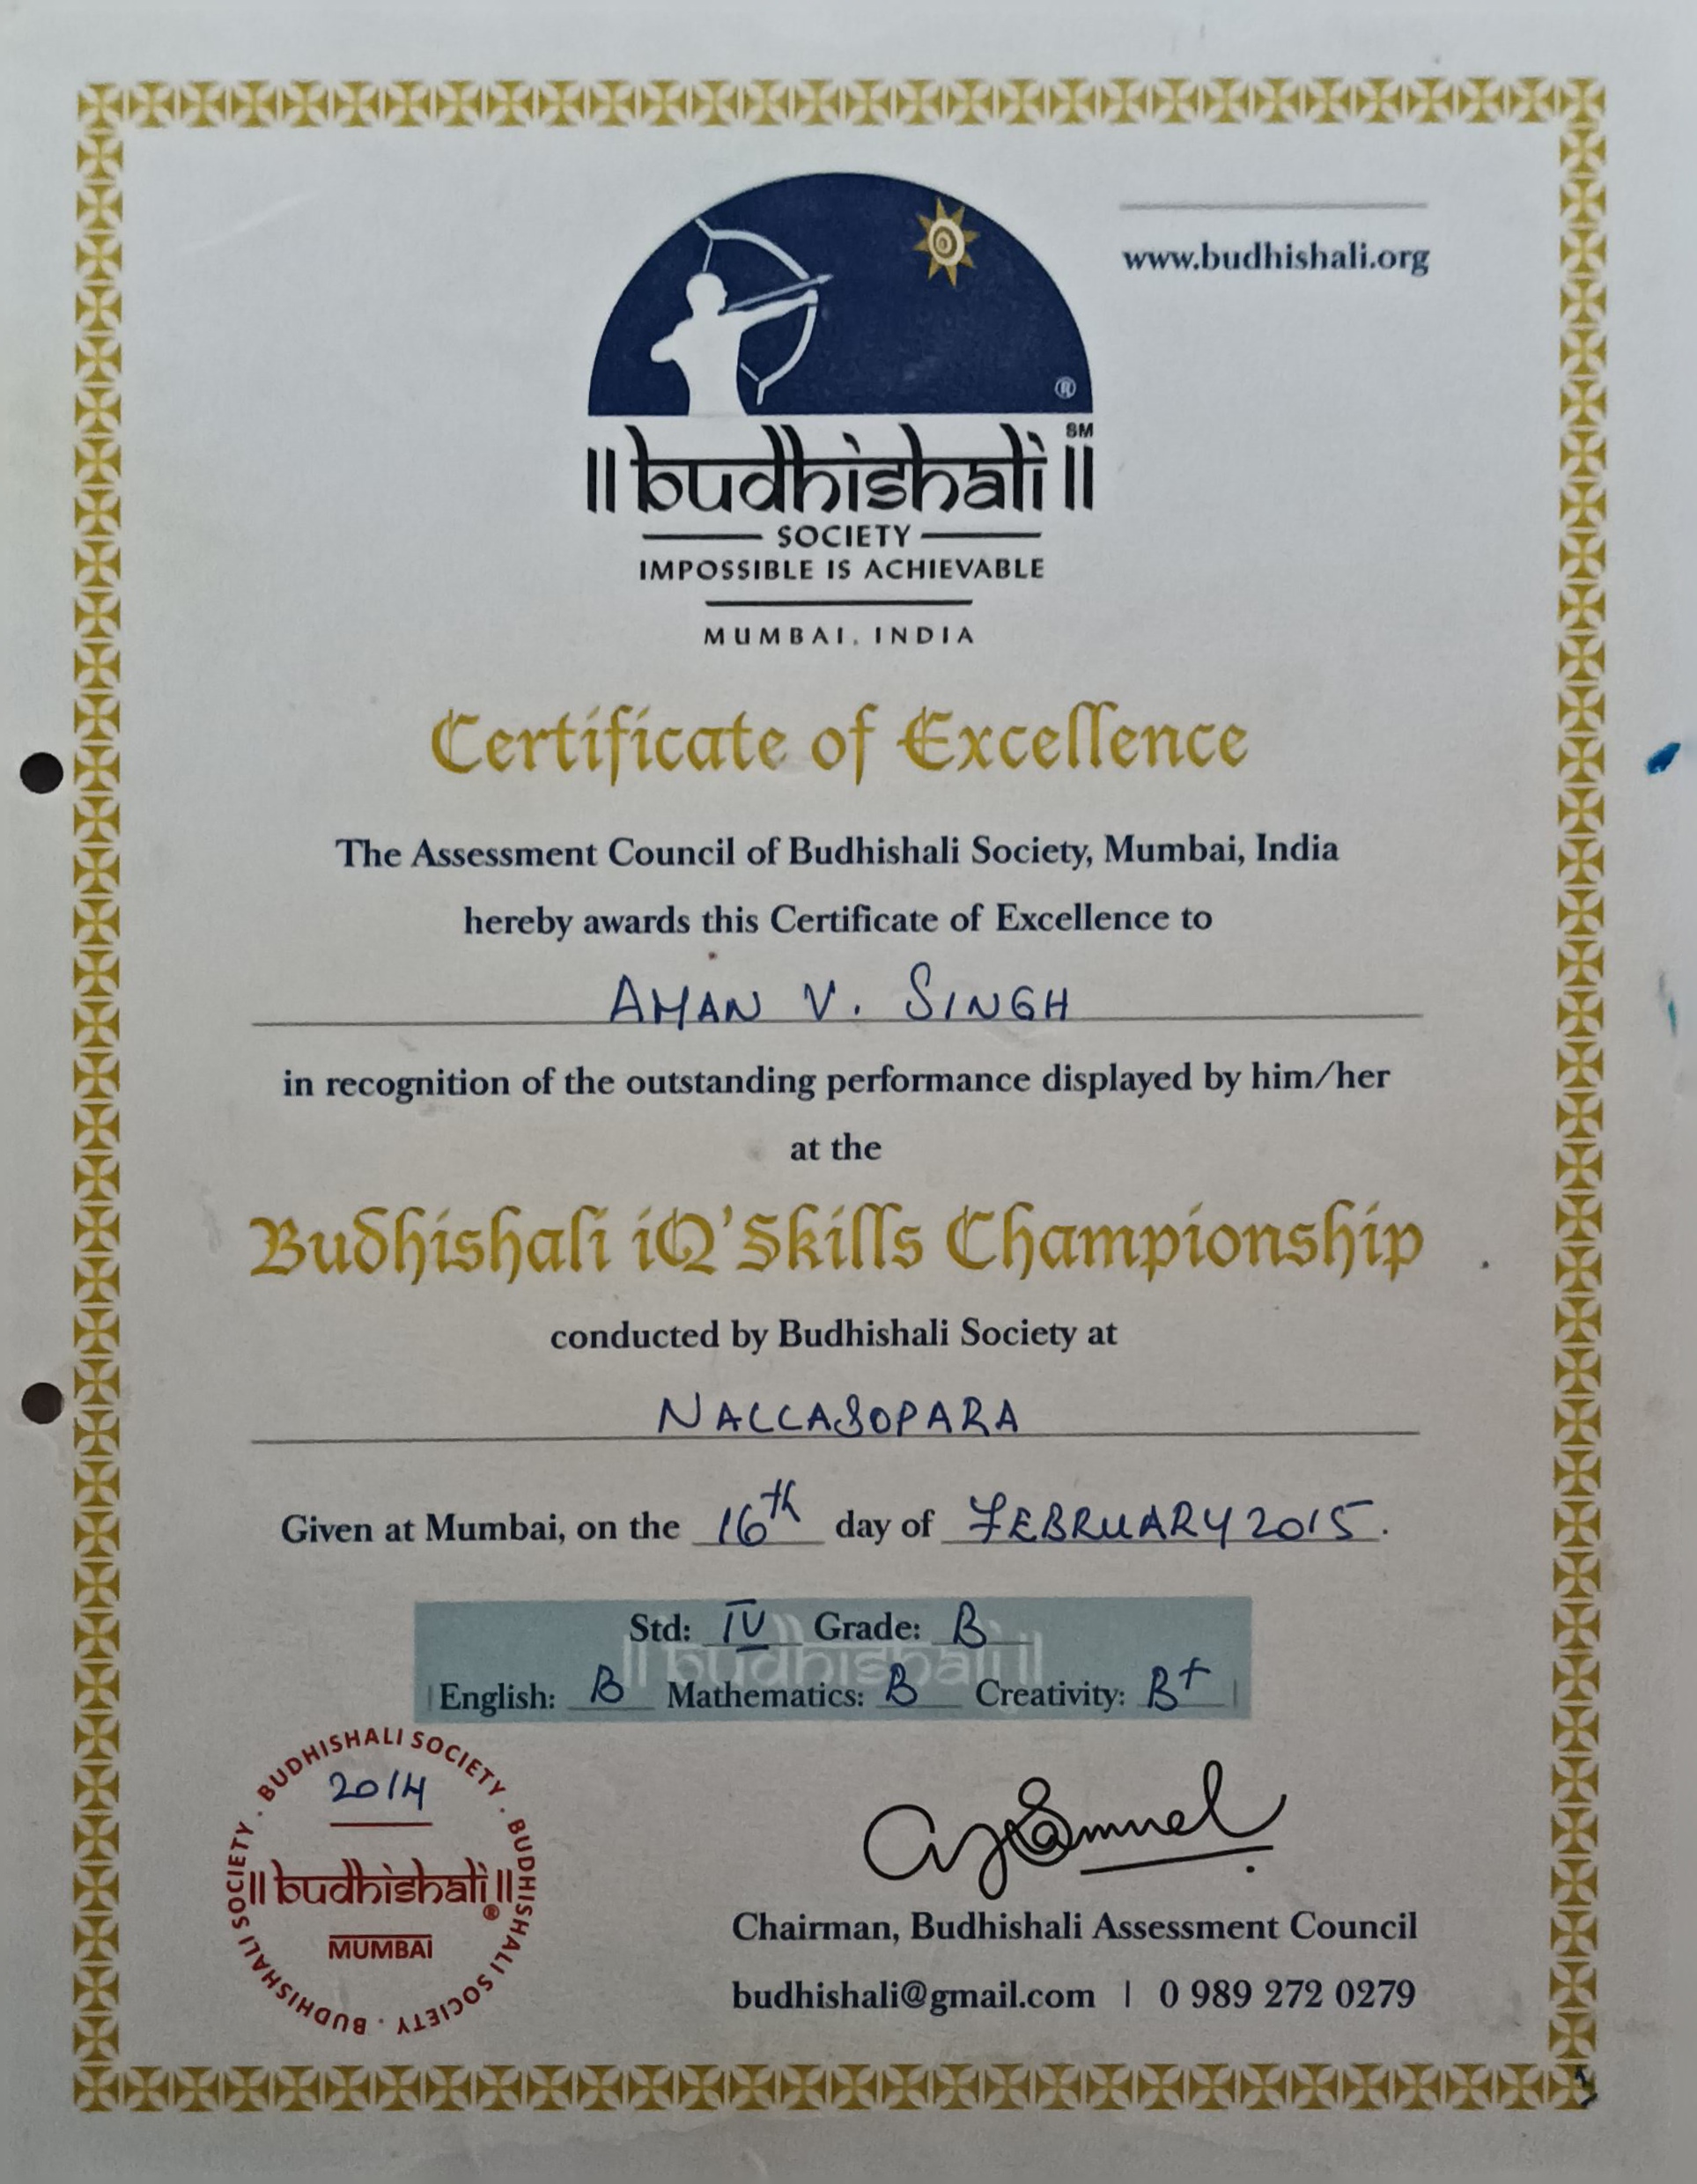 www.budhishali.org
®
|| budhishali || SM
SOCIETY
IMPOSSIBLE IS ACHIEVABLE
MUMBAI, INDIA
Certificate of Excellence
The Assessment Council of Budhishali Society, Mumbai, India
hereby awards this Certificate of Excellence to
AMAN V. SINGH
in recognition of the outstanding performance displayed by him/her
at the
Budhishali iQ'Skills Championship
conducted by Budhishali Society at
NALLASOPARA
Given at Mumbai, on the 16th day of FEBRUARY 2015.
|| budhishali ||
Std: IV Grade: B
English: B Mathematics: B Creativity: B+
BUDHISHALI SOCIETY · BUDHISHALI SOCIETY · BUDHISHALI SOCIETY ·
2014
|| budhishali || ®
MUMBAI
Chairman, Budhishali Assessment Council
budhishali@gmail.com | 0 989 272 0279